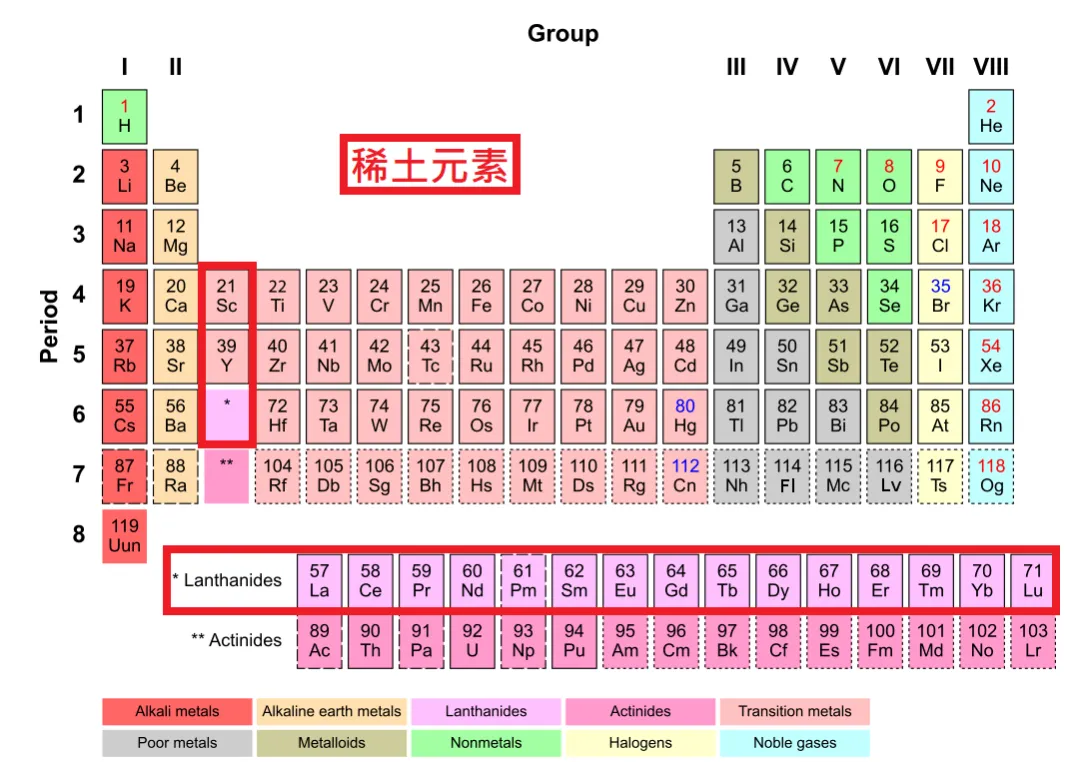 Group
I II III IV V VI VII VIII
1 1 2
H He
稀土元素
2 3 4 5 6 7 8 9 10
Li Be B C N O F Ne
3 11 12 13 14 15 16 17 18
Na Mg Al Si P S Cl Ar
Period
4 19 20 21 22 23 24 25 26 27 28 29 30 31 32 33 34 35 36
K Ca Sc Ti V Cr Mn Fe Co Ni Cu Zn Ga Ge As Se Br Kr
5 37 38 39 40 41 42 43 44 45 46 47 48 49 50 51 52 53 54
Rb Sr Y Zr Nb Mo Tc Ru Rh Pd Ag Cd In Sn Sb Te I Xe
6 55 56 * 72 73 74 75 76 77 78 79 80 81 82 83 84 85 86
Cs Ba Hf Ta W Re Os Ir Pt Au Hg Tl Pb Bi Po At Rn
7 87 88 ** 104 105 106 107 108 109 110 111 112 113 114 115 116 117 118
Fr Ra Rf Db Sg Bh Hs Mt Ds Rg Cn Nh Fl Mc Lv Ts Og
8 119
Uun
* Lanthanides 57 58 59 60 61 62 63 64 65 66 67 68 69 70 71
La Ce Pr Nd Pm Sm Eu Gd Tb Dy Ho Er Tm Yb Lu
** Actinides 89 90 91 92 93 94 95 96 97 98 99 100 101 102 103
Ac Th Pa U Np Pu Am Cm Bk Cf Es Fm Md No Lr
Alkali metals Alkaline earth metals Lanthanides Actinides Transition metals
Poor metals Metalloids Nonmetals Halogens Noble gases